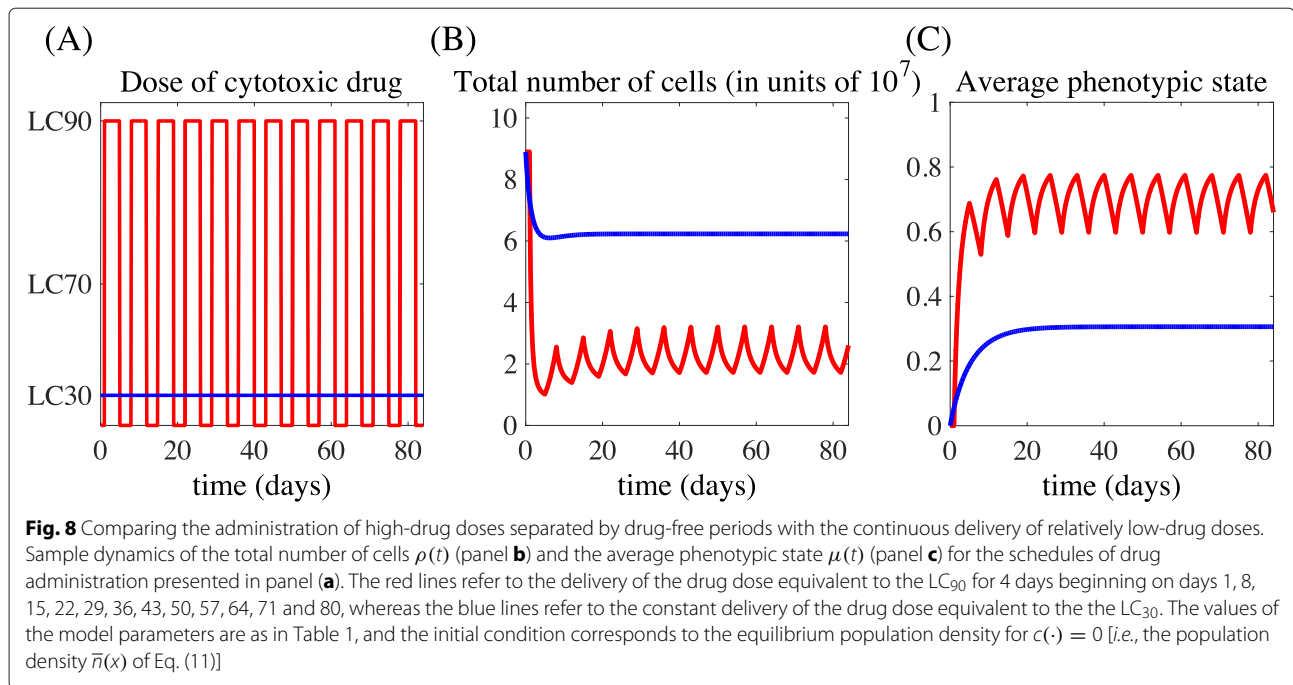 (A)
Dose of cytotoxic drug
LC90
LC70
LC30
0 20 40 60 80
time (days)
(B)
Total number of cells (in units of 10^7)
10
8
6
4
2
0
0 20 40 60 80
time (days)
(C)
Average phenotypic state
1
0.8
0.6
0.4
0.2
0
0 20 40 60 80
time (days)
Fig. 8 Comparing the administration of high-drug doses separated by drug-free periods with the continuous delivery of relatively low-drug doses.
Sample dynamics of the total number of cells ρ(t) (panel b) and the average phenotypic state μ(t) (panel c) for the schedules of drug
administration presented in panel (a). The red lines refer to the delivery of the drug dose equivalent to the LC₉₀ for 4 days beginning on days 1, 8,
15, 22, 29, 36, 43, 50, 57, 64, 71 and 80, whereas the blue lines refer to the constant delivery of the drug dose equivalent to the the LC₃₀. The values of
the model parameters are as in Table 1, and the initial condition corresponds to the equilibrium population density for c(·) = 0 [i.e., the population
density n̅(x) of Eq. (11)]